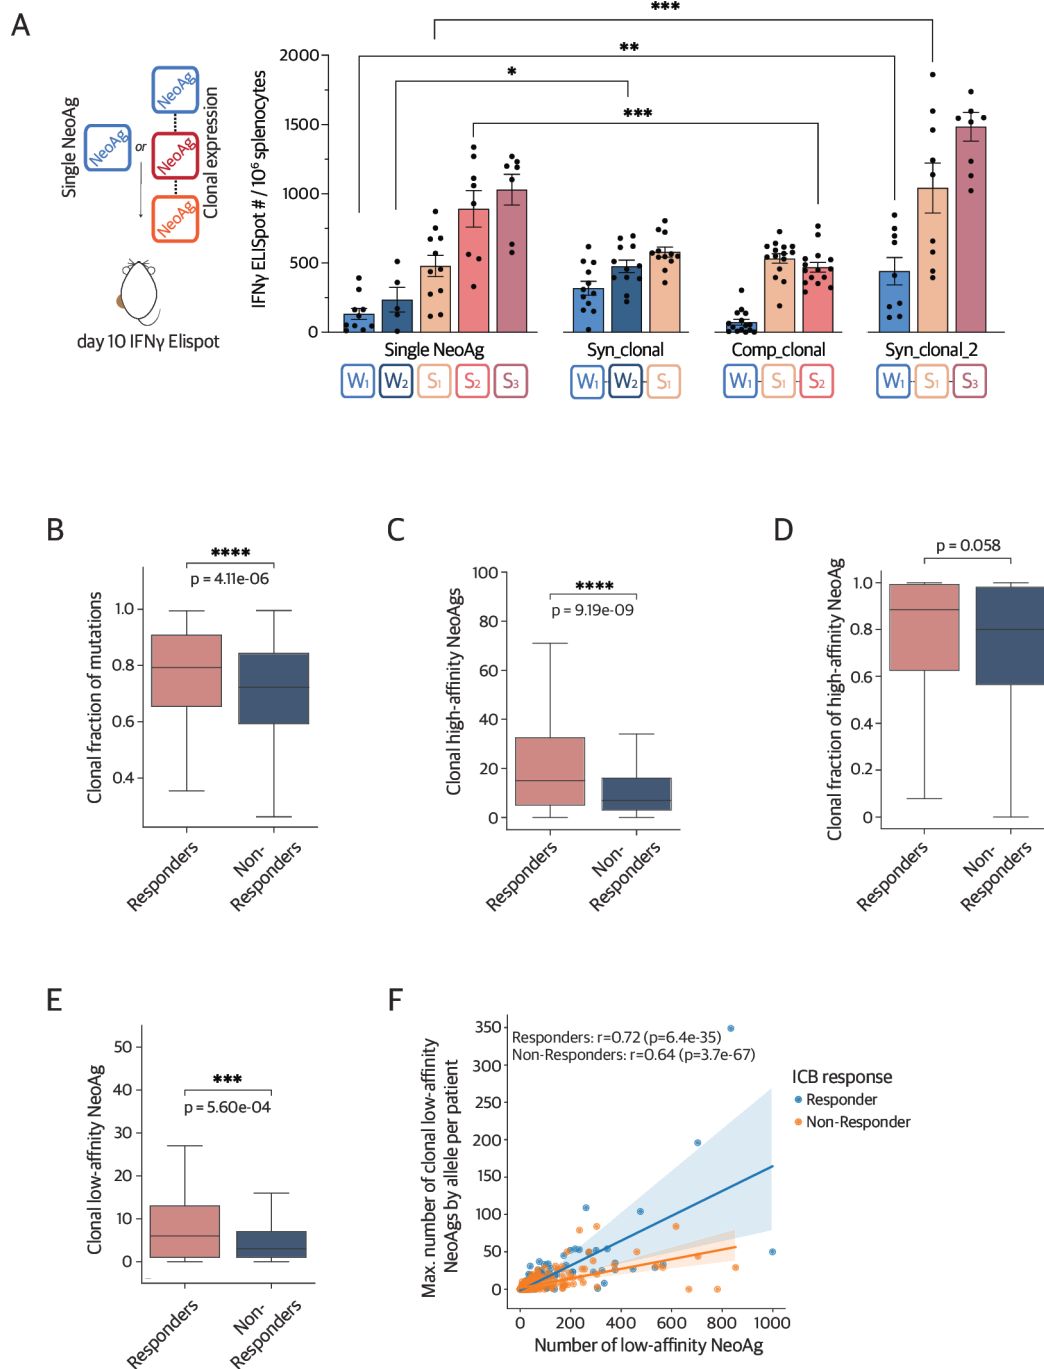 A
***
**
*
***
Single NeoAg
NeoAg
or
NeoAg
NeoAg
NeoAg
Clonal expression
day 10 IFNγ Elispot
IFNγ ELISpot # / 10⁶ splenocytes
2000
1500
1000
500
0
Single NeoAg
Syn_clonal
Comp_clonal
Syn_clonal_2
W₁ W₂ S₁ S₂ S₃
W₁ W₂ S₁
W₁ S₁ S₂
W₁ S₁ S₃
B
****
p = 4.11e-06
Clonal fraction of mutations
1.0
0.8
0.6
0.4
Responders
Non-
Responders
C
****
p = 9.19e-09
Clonal high-affinity NeoAgs
100
80
60
40
20
0
Responders
Non-
Responders
D
p = 0.058
Clonal fraction of high-affinity NeoAg
1.0
0.8
0.6
0.4
0.2
0
Responders
Non-
Responders
E
***
p = 5.60e-04
Clonal low-affnity NeoAg
50
40
30
20
10
0
Responders
Non-
Responders
F
Responders: r=0.72 (p=6.4e-35)
Non-Responders: r=0.64 (p=3.7e-67)
Max. number of clonal low-affinity
NeoAgs by allele per patient
350
300
250
200
150
100
50
0
0 200 400 600 800 1000
Number of low-affinity NeoAg
ICB response
Responder
Non-Responder